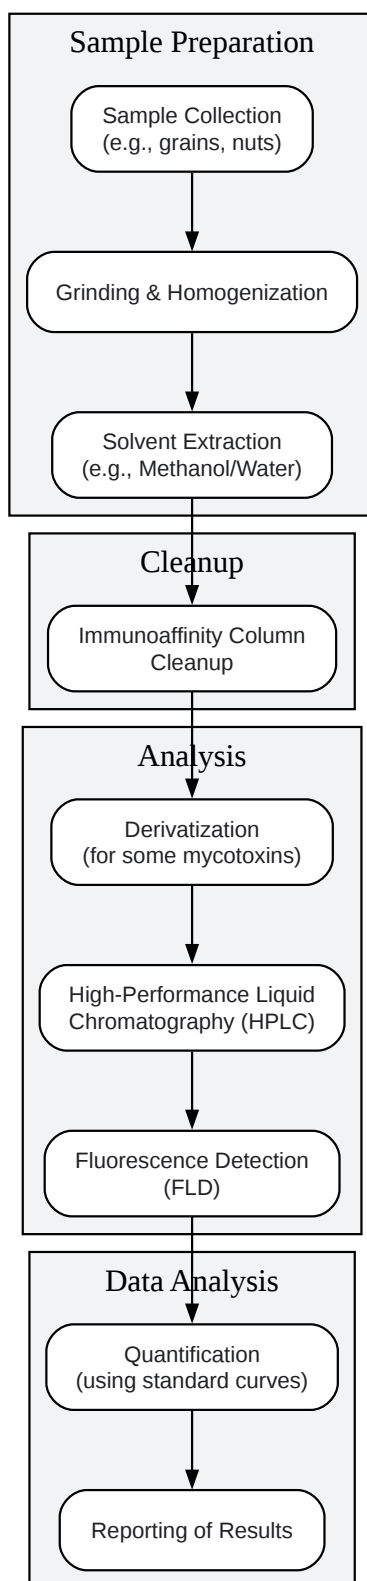 Sample Preparation
Sample Collection
(e.g., grains, nuts)
Grinding & Homogenization
Solvent Extraction
(e.g., Methanol/Water)
Cleanup
Immunoaffinity Column
Cleanup
Analysis
Derivatization
(for some mycotoxins)
High-Performance Liquid
Chromatography (HPLC)
Fluorescence Detection
(FLD)
Data Analysis
Quantification
(using standard curves)
Reporting of Results